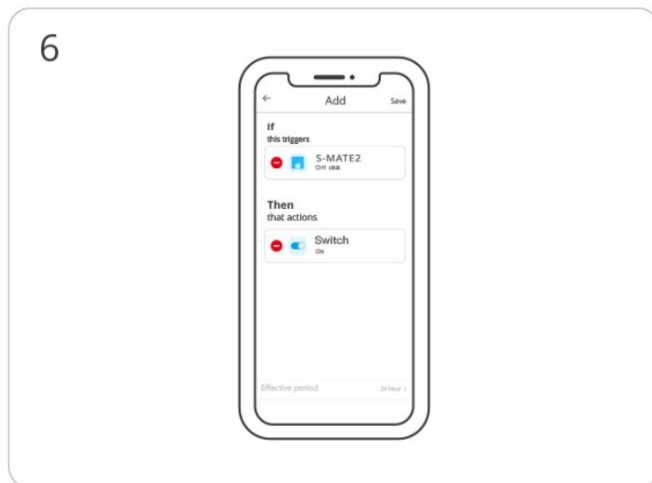 6
Add Save
If
this triggers
S-MATE2
CH1 click
Then
that actions
Switch
ON
Effective period 24 Hour >